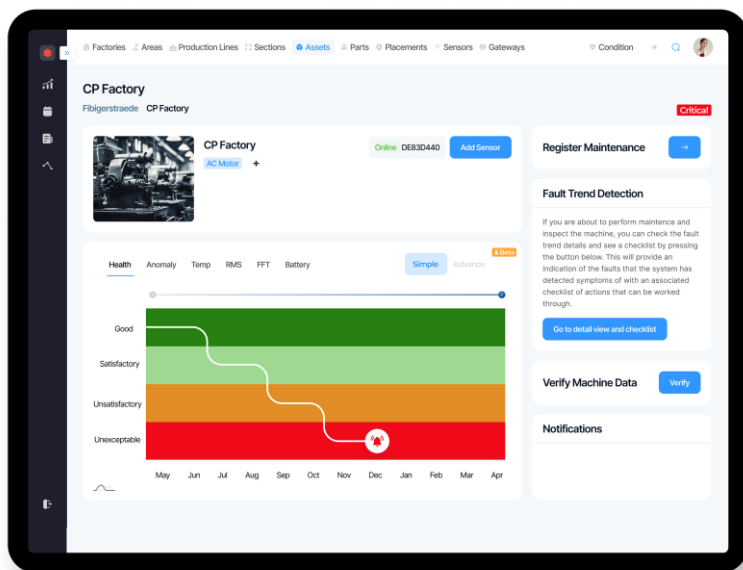 Factories Areas Production Lines Sections Assets Parts Placements Sensors Gateways Condition
CP Factory
Fibigerstraede CP Factory
Critical
CP Factory
AC Motor +
Online DE83D440
Add Sensor
Beta
Health Anomaly Temp RMS FFT Battery
Simple Advance
Good
Satisfactory
Unsatisfactory
Unexceptable
May Jun Jul Aug Sep Oct Nov Dec Jan Feb Mar Apr
Register Maintenance
Fault Trend Detection
If you are about to perform maintence and
inspect the machine, you can check the fault
trend details and see a checklist by pressing
the button below. This will provide an
indication of the faults that the system has
detected symptoms of with an associated
checklist of actions that can be worked
through.
Go to detail view and checklist
Verify Machine Data
Verify
Notifications